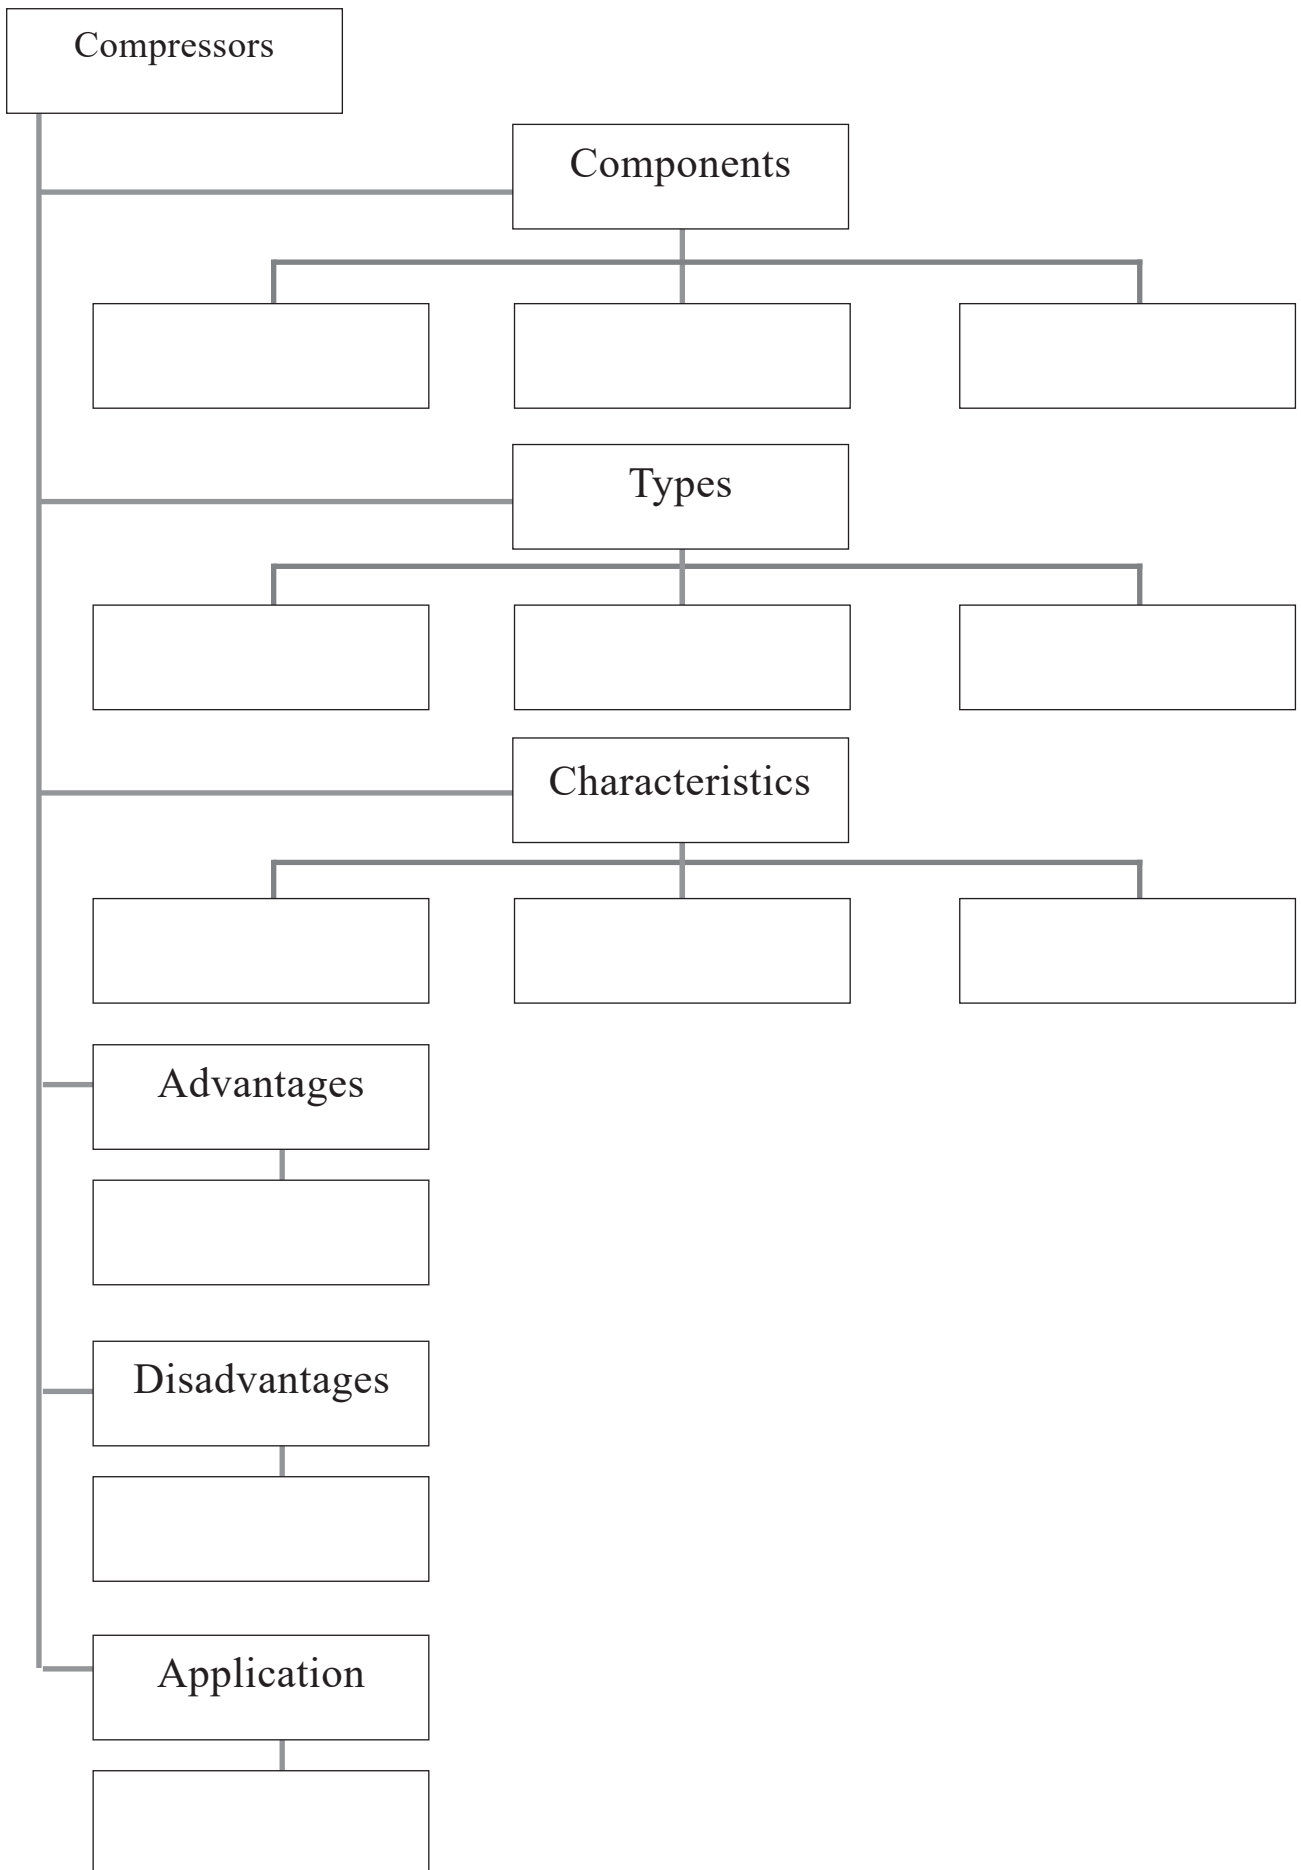 Compressors
Components
Types
Characteristics
Advantages
Disadvantages
Application